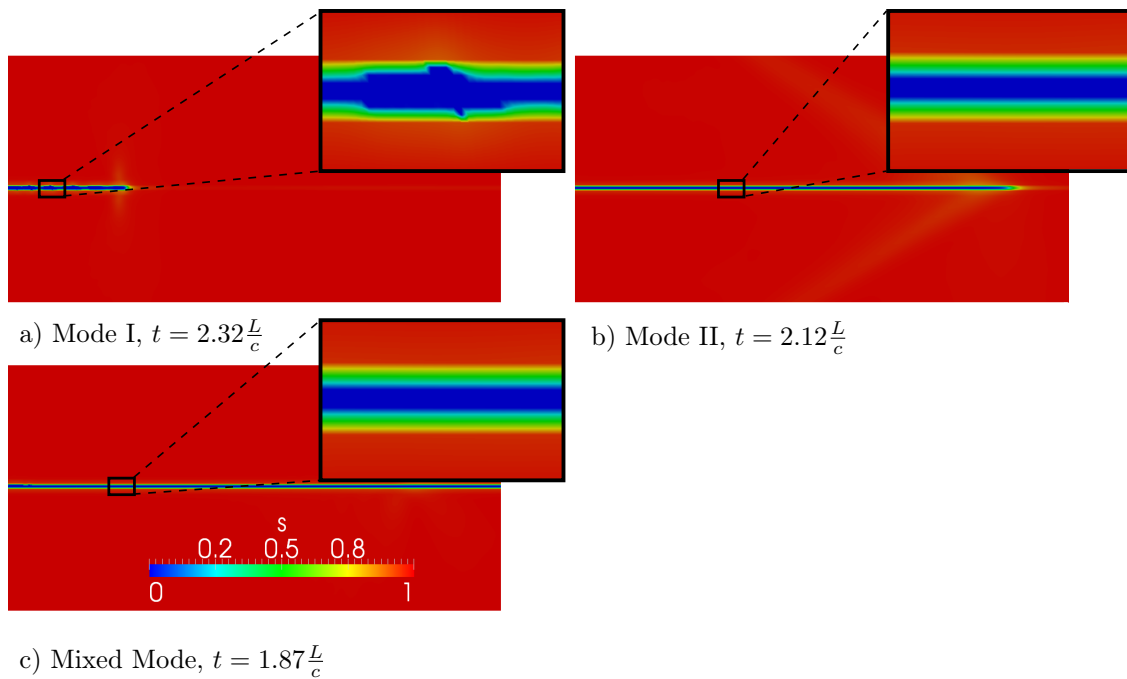 a) Mode I, t = 2.32 L/c
b) Mode II, t = 2.12 L/c
s
0.2 0.5 0.8
0 1
c) Mixed Mode, t = 1.87 L/c